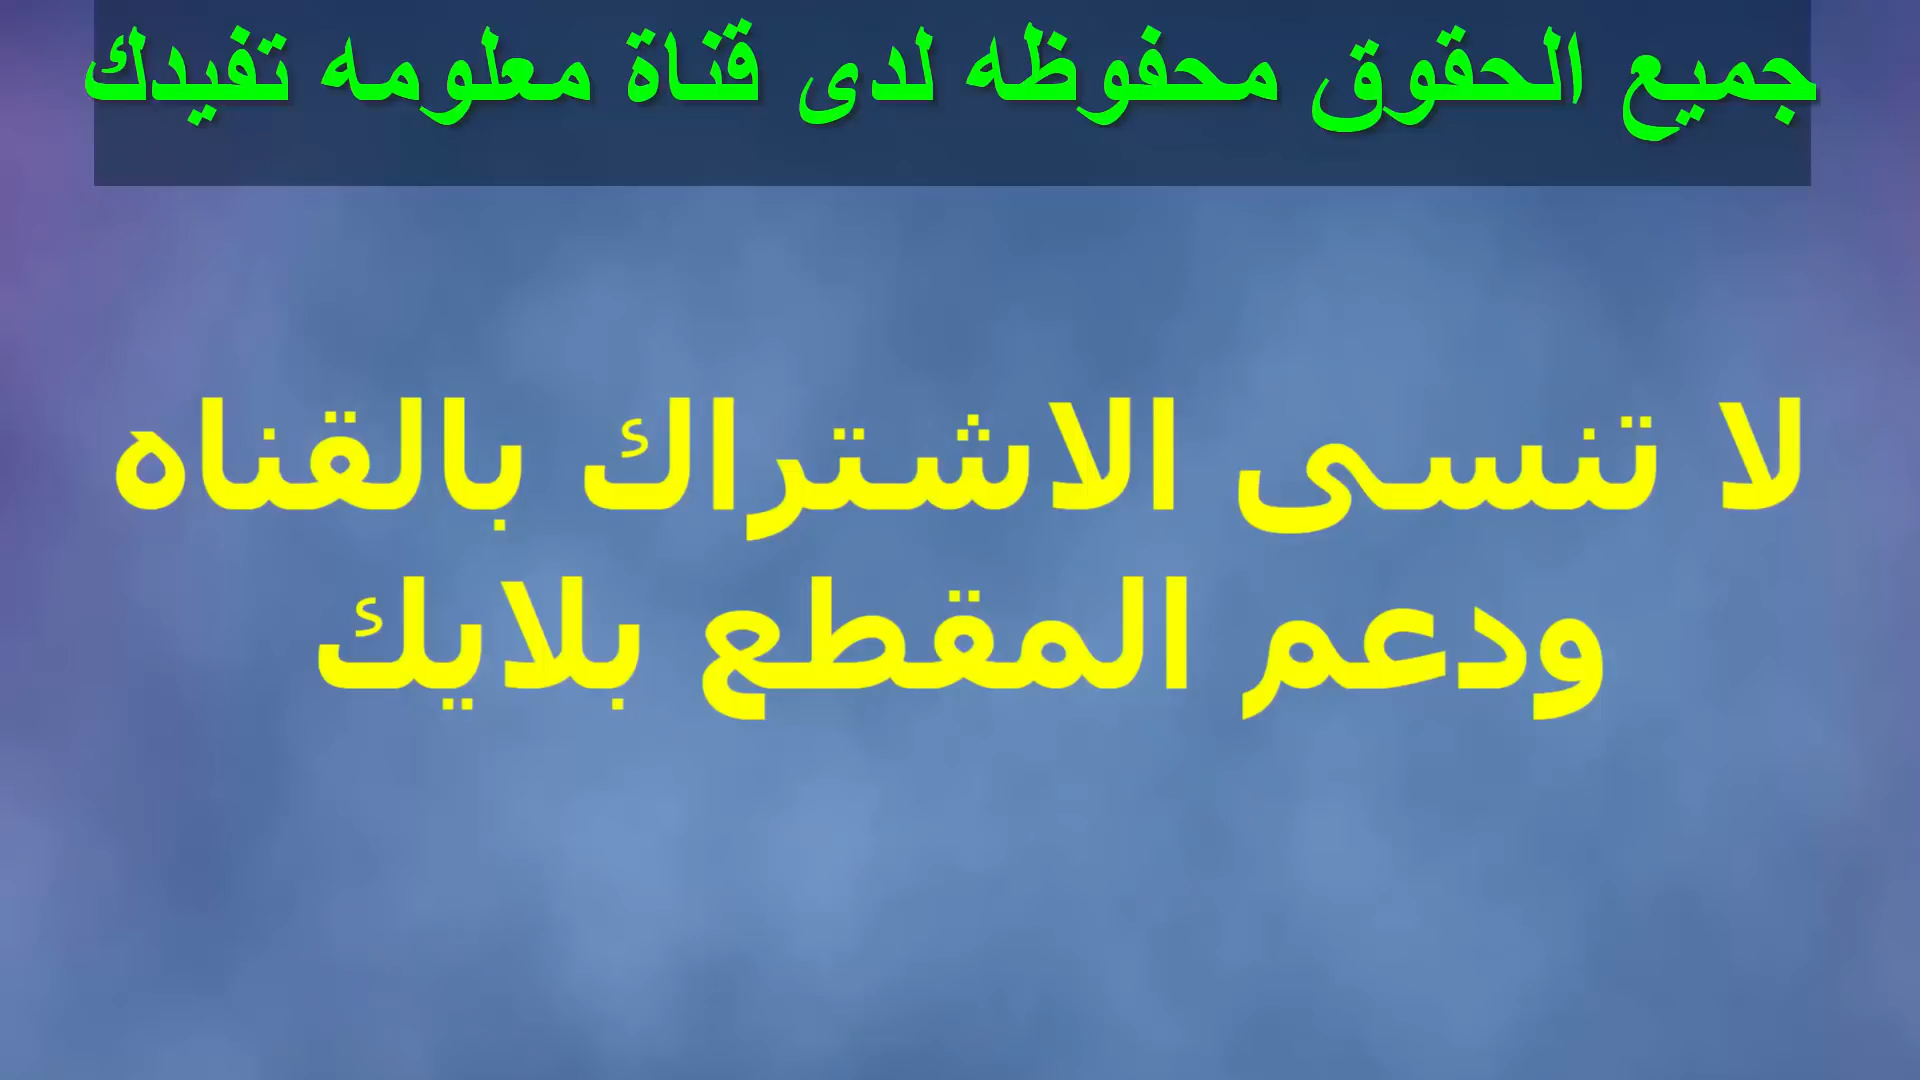 جميع الحقوق محفوظه لدى قناة معلومه تفيدك
لا تنسى الاشتراك بالقناه
ودعم المقطع بلايك